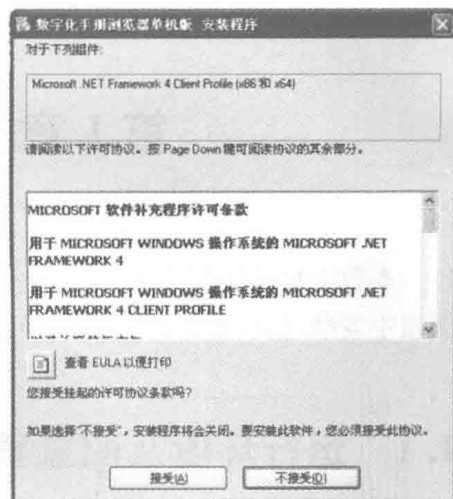 数字化手册浏览器单机版 安装程序
对于下列组件:
Microsoft .NET Framework 4 Client Profile (x86 和 x64)
请阅读以下许可协议。按 Page Down 键可阅读协议的其余部分。
MICROSOFT 软件补充程序许可条款
用于 MICROSOFT WINDOWS 操作系统的 MICROSOFT .NET
FRAMEWORK 4
用于 MICROSOFT WINDOWS 操作系统的 MICROSOFT .NET
FRAMEWORK 4 CLIENT PROFILE
查看 EULA 以便打印
您接受挂起的许可协议条款吗?
如果选择“不接受”,安装程序将会关闭。要安装此软件,您必须接受此协议。
接受(A)
不接受(D)